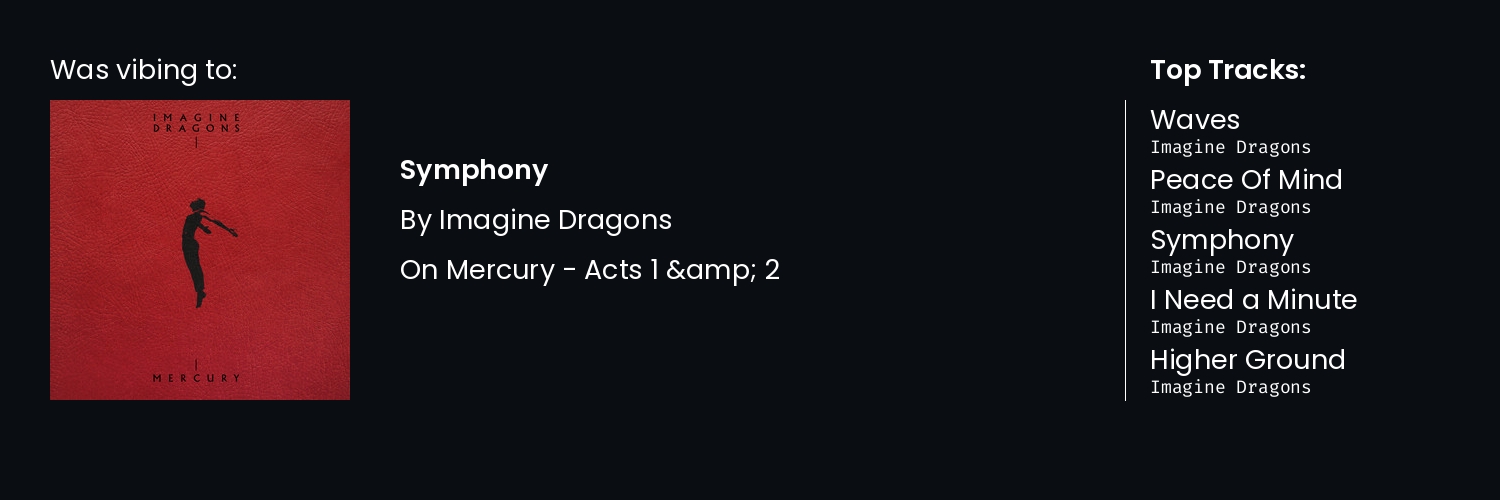 Was vibing to:
IMAGINE
DRAGONS
MERCURY
Symphony
By Imagine Dragons
On Mercury - Acts 1 &amp; 2
Top Tracks:
Waves
Imagine Dragons
Peace Of Mind
Imagine Dragons
Symphony
Imagine Dragons
I Need a Minute
Imagine Dragons
Higher Ground
Imagine Dragons